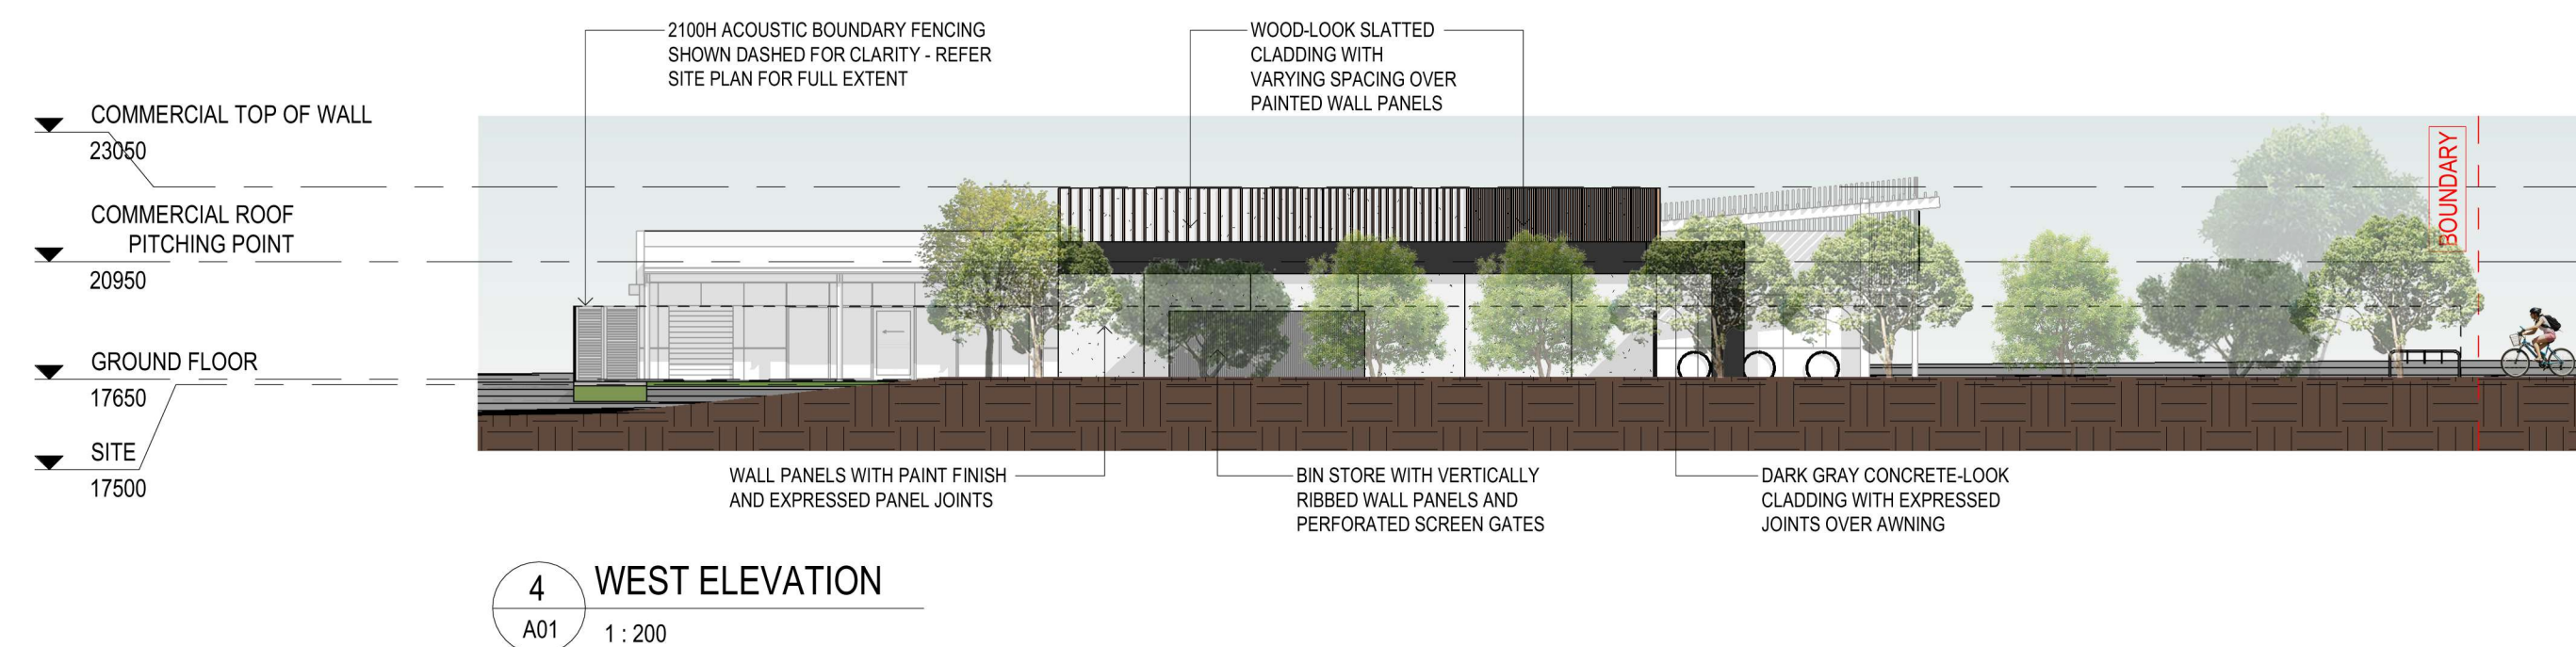 2100H ACOUSTIC BOUNDARY FENCING
SHOWN DASHED FOR CLARITY - REFER
SITE PLAN FOR FULL EXTENT
WOOD-LOOK SLATTED
CLADDING WITH
VARYING SPACING OVER
PAINTED WALL PANELS
COMMERCIAL TOP OF WALL
23050
COMMERCIAL ROOF
PITCHING POINT
20950
GROUND FLOOR
17650
SITE
17500
BOUNDARY
WALL PANELS WITH PAINT FINISH
AND EXPRESSED PANEL JOINTS
BIN STORE WITH VERTICALLY
RIBBED WALL PANELS AND
PERFORATED SCREEN GATES
DARK GRAY CONCRETE-LOOK
CLADDING WITH EXPRESSED
JOINTS OVER AWNING
4
A01
WEST ELEVATION
1 : 200